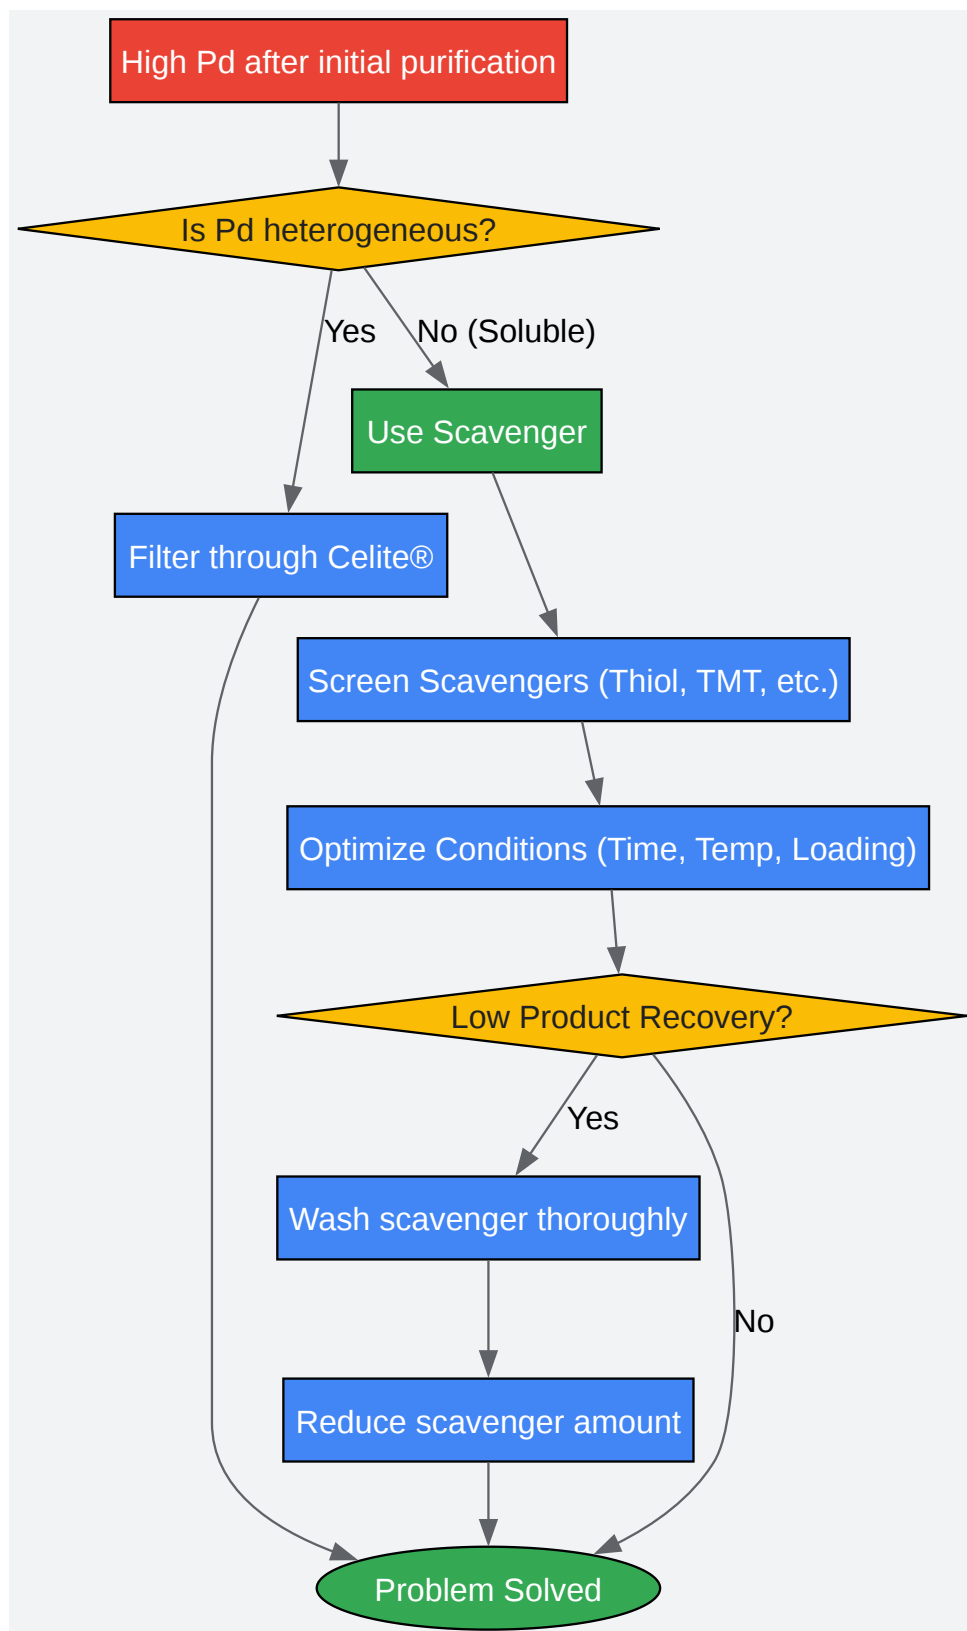 High Pd after initial purification
Is Pd heterogeneous?
Yes
No (Soluble)
Use Scavenger
Filter through Celite®
Screen Scavengers (Thiol, TMT, etc.)
Optimize Conditions (Time, Temp, Loading)
Low Product Recovery?
Yes
Wash scavenger thoroughly
No
Reduce scavenger amount
Problem Solved